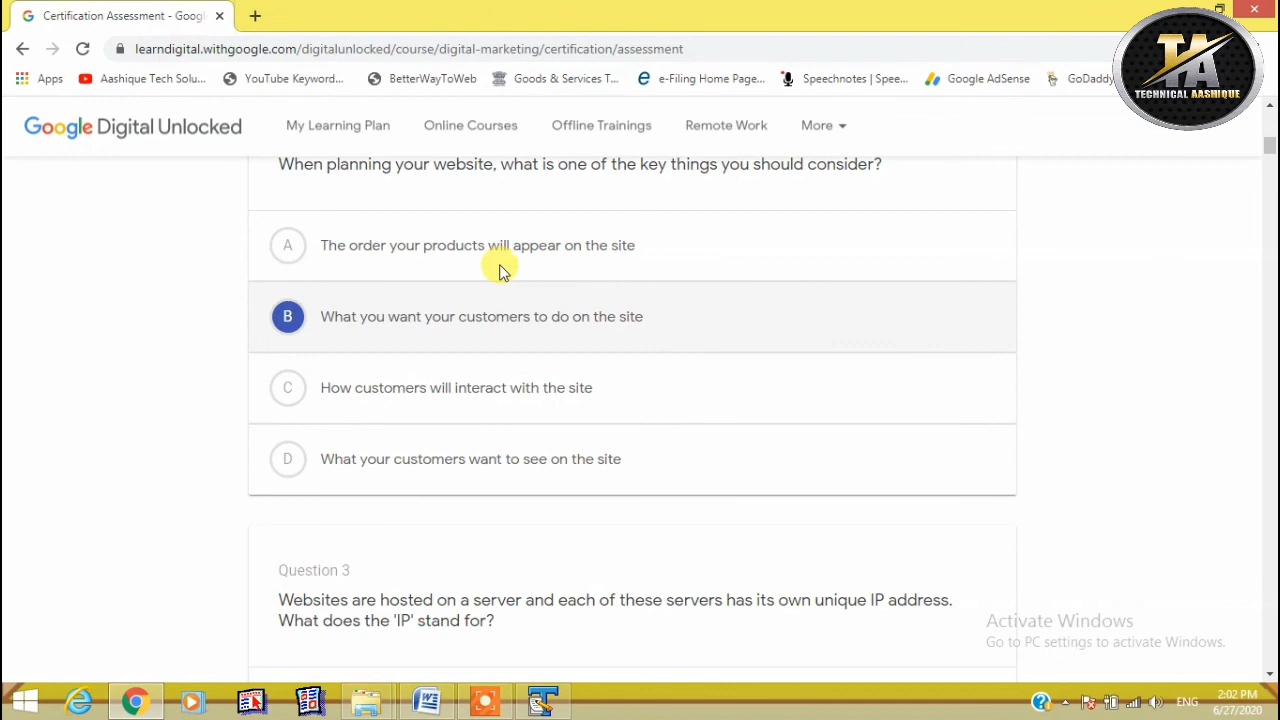 Certification Assessment - Googl
learndigital.withgoogle.com/digitalunlocked/course/digital-marketing/certification/assessment
Apps Aashique Tech Solu... YouTube Keyword... BetterWayToWeb Goods & Services T... e-Filing Home Page... Speechnotes | Spee... Google AdSense GoDaddy
TA
TECHNICAL AASHIQUE
Google Digital Unlocked My Learning Plan Online Courses Offline Trainings Remote Work More
When planning your website, what is one of the key things you should consider?
A The order your products will appear on the site
B What you want your customers to do on the site
C How customers will interact with the site
D What your customers want to see on the site
Question 3
Websites are hosted on a server and each of these servers has its own unique IP address.
What does the 'IP' stand for?
Activate Windows
Go to PC settings to activate Windows.
ENG
2:02 PM
6/27/2020